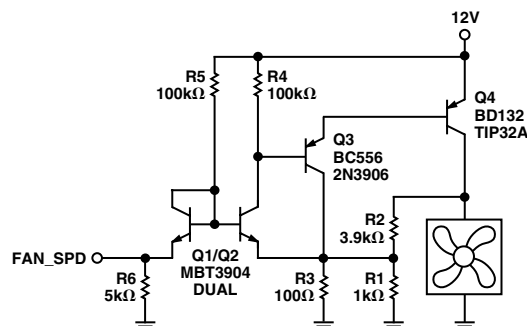 12V
R5
100kΩ
R4
100kΩ
Q4
BD132
TIP32A
Q3
BC556
2N3906
R2
3.9kΩ
FAN_SPD
Q1/Q2
MBT3904
DUAL
R6
5kΩ
R3
100Ω
R1
1kΩ